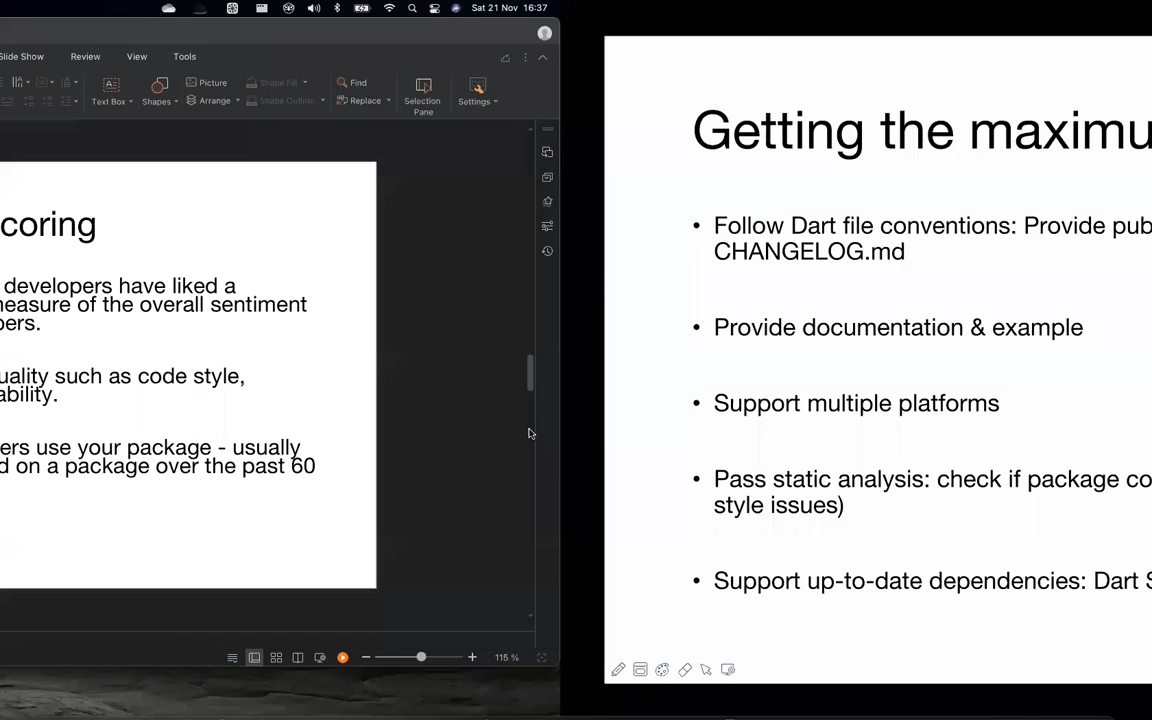 Sat 21 Nov 16:37
Slide Show Review View Tools
Text Box Shapes Picture Arrange Shape Fill Shape Outline Find Replace Selection Pane Settings
coring
developers have liked a
measure of the overall sentiment
pers.
uality such as code style,
ability.
ers use your package - usually
d on a package over the past 60
115 %
Getting the maximu
• Follow Dart file conventions: Provide pub
CHANGELOG.md
• Provide documentation & example
• Support multiple platforms
• Pass static analysis: check if package co
style issues)
• Support up-to-date dependencies: Dart S